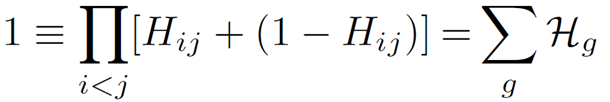 1 ≡ ∏_{i<j} [H_{ij} + (1 − H_{ij})] = ∑_g ℋ_g